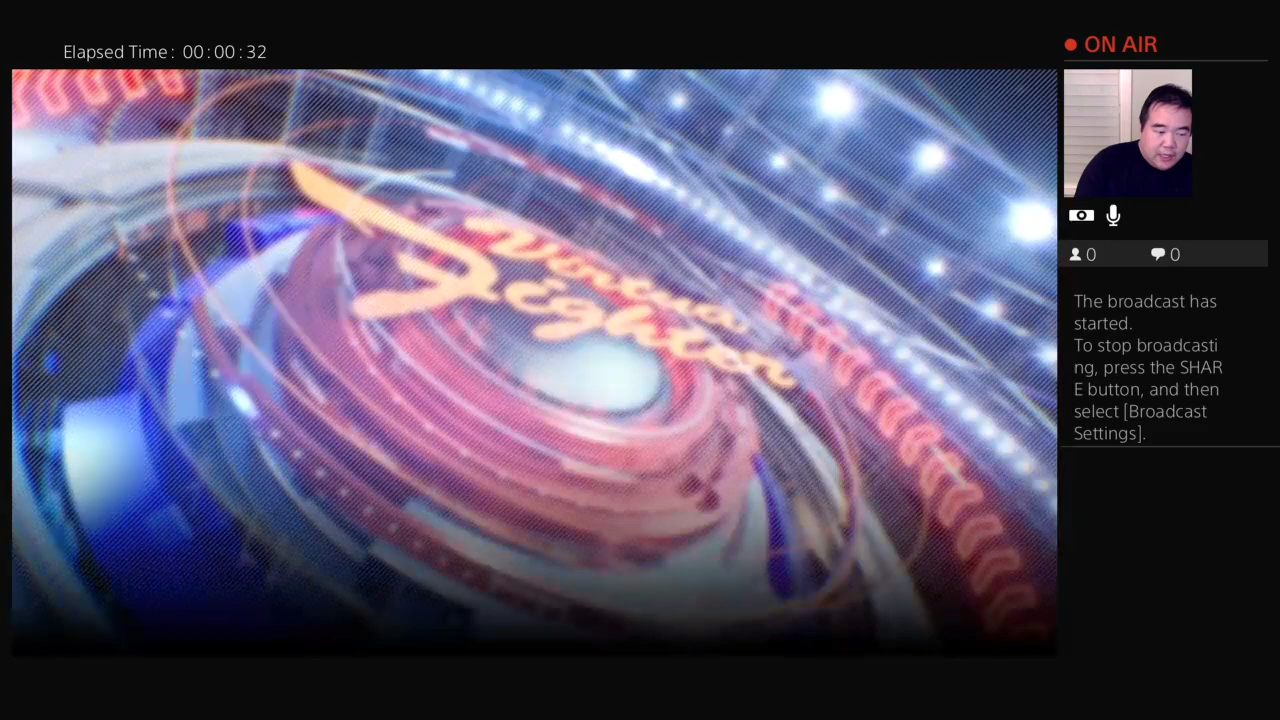 Elapsed Time: 00:00:32
ON AIR
Virtua
Fighter
0 0
The broadcast has
started.
To stop broadcasti
ng, press the SHAR
E button, and then
select [Broadcast
Settings].